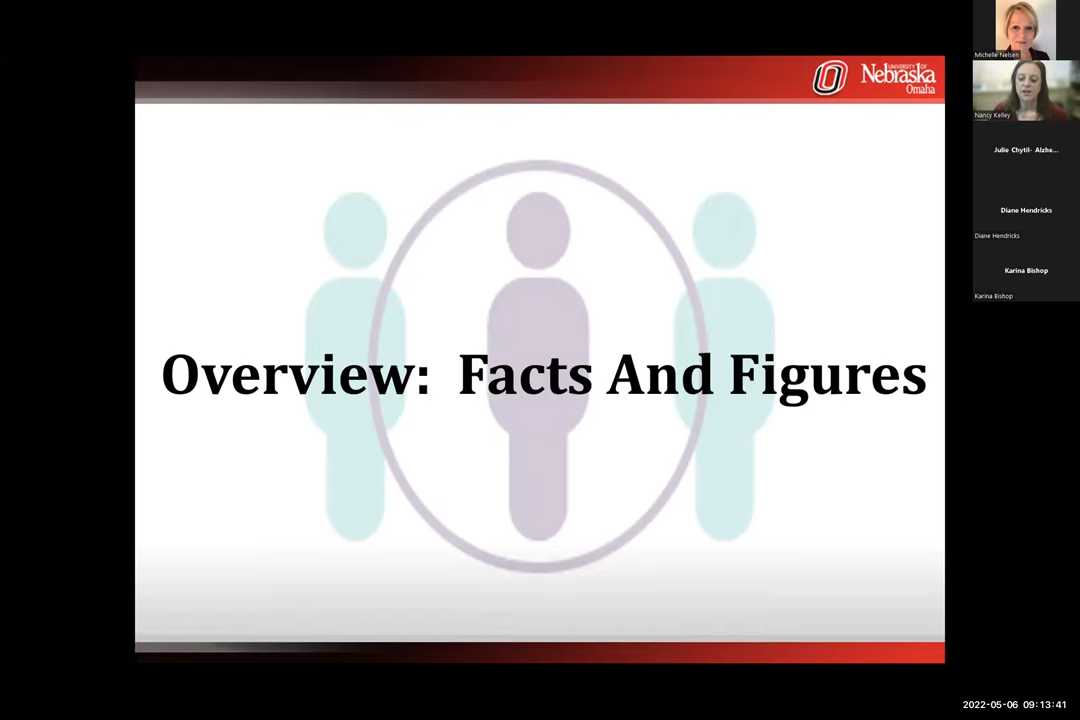 UNIVERSITY OF
Nebraska
Omaha
Overview: Facts And Figures
Michelle Nelsen
Nancy Kelley
Julie Chytil- Alzhe...
Diane Hendricks
Diane Hendricks
Karina Bishop
Karina Bishop
2022-05-06 09:13:41